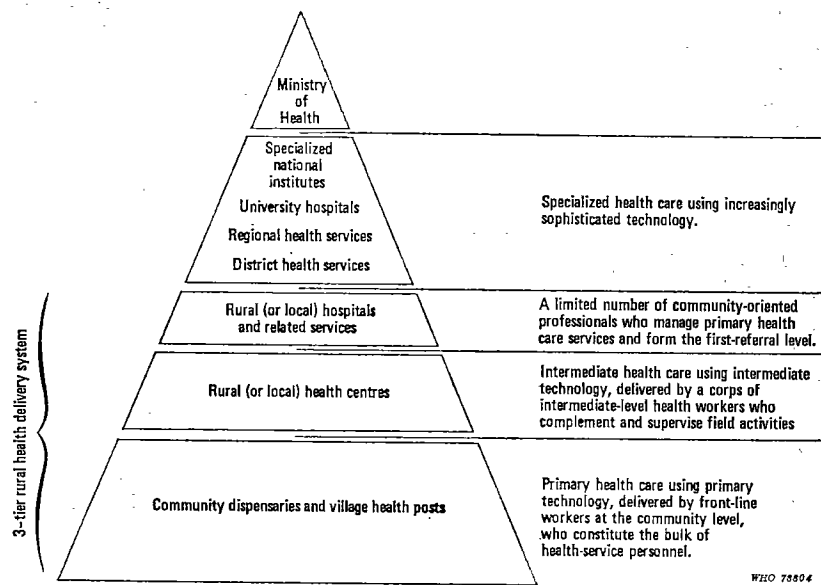 Ministry
of
Health
Specialized
national
institutes
University hospitals
Regional health services
District health services
Specialized health care using increasingly
sophisticated technology.
Rural (or local) hospitals
and related services
A limited number of community-oriented
professionals who manage primary health
care services and form the first-referral level.
Rural (or local) health centres
Intermediate health care using intermediate
technology, delivered by a corps of
intermediate-level health workers who
complement and supervise field activities
Community dispensaries and village health posts
Primary health care using primary
technology, delivered by front-line
workers at the community level,
who constitute the bulk of
health-service personnel.
3-tier rural health delivery system
WHO 78804